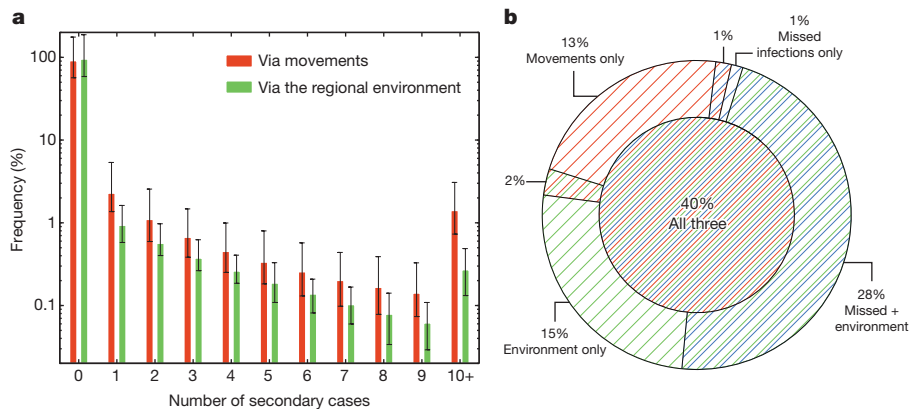 a
Frequency (%)
100
10
1
0.1
Via movements
Via the regional environment
0 1 2 3 4 5 6 7 8 9 10+
Number of secondary cases
b
1%
Missed
infections only
1%
13%
Movements only
2%
40%
All three
15%
Environment only
28%
Missed +
environment